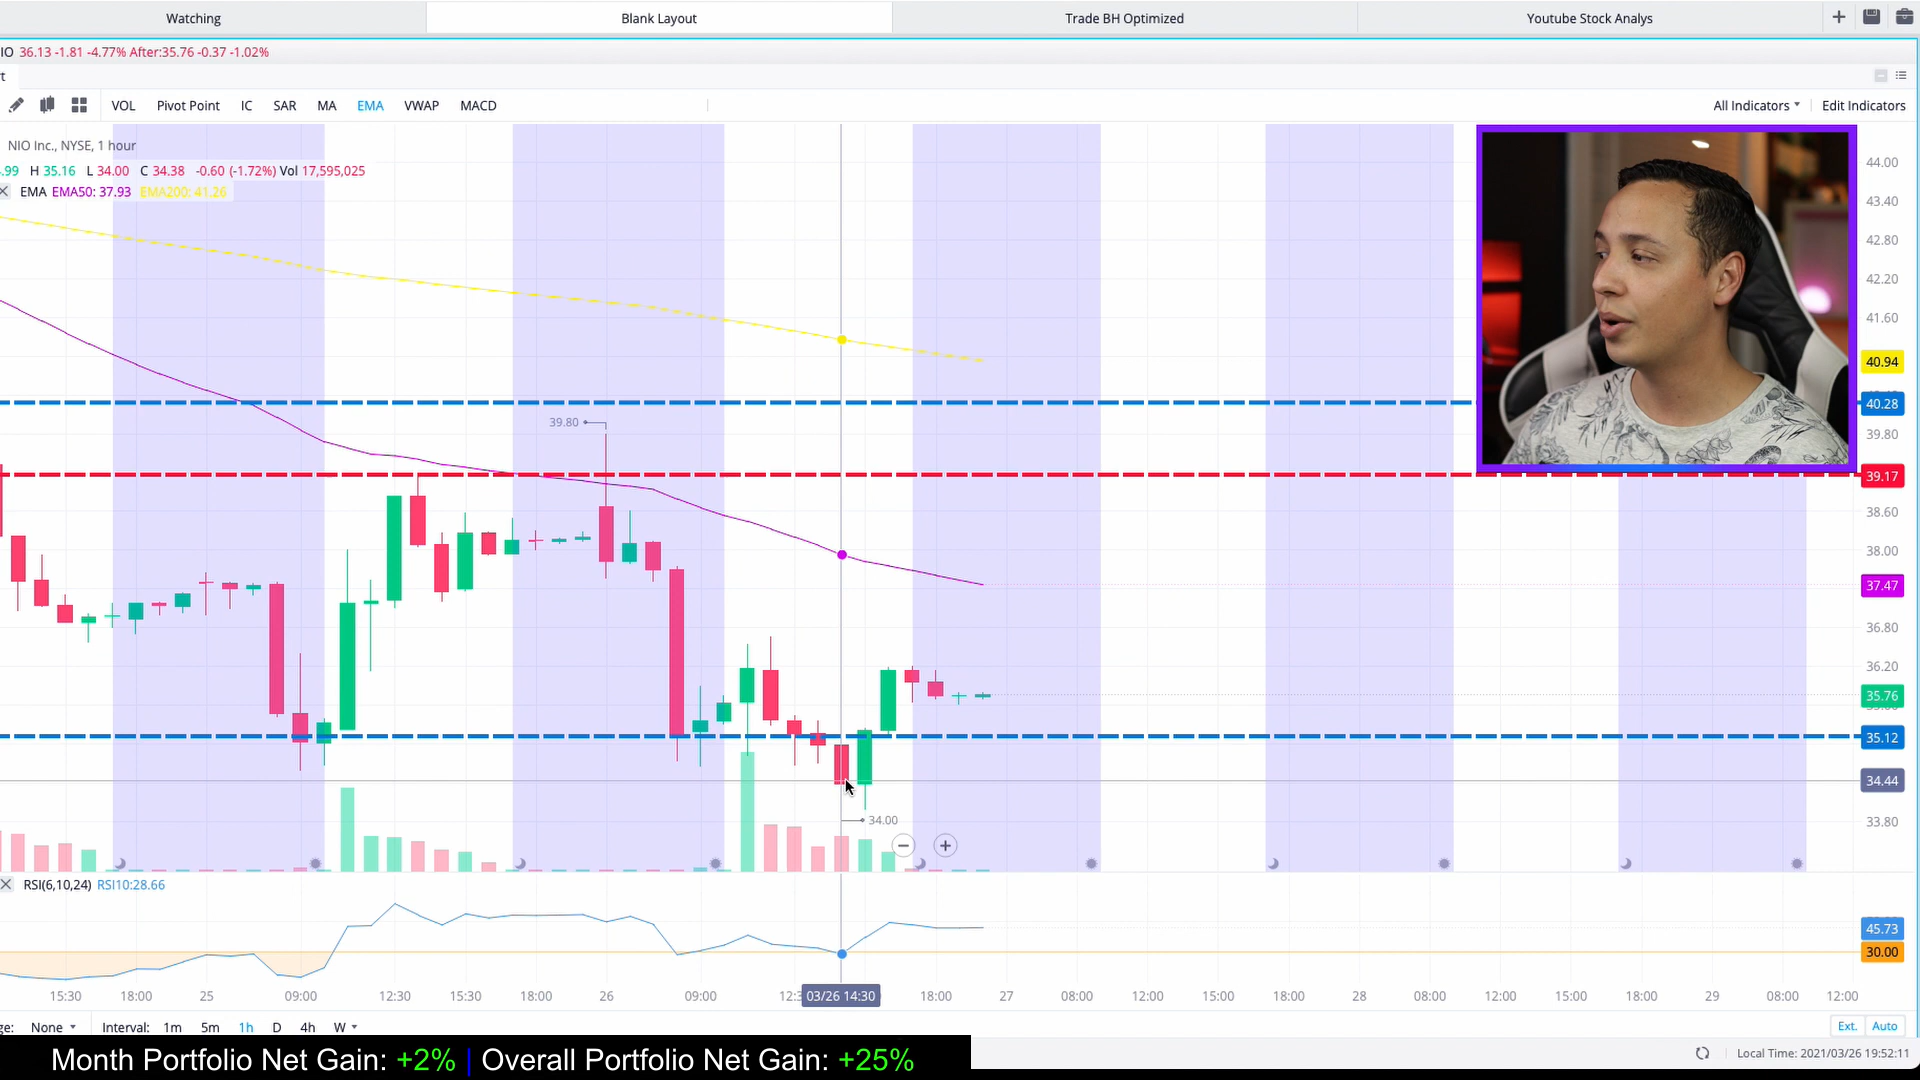 Watching Blank Layout Trade BH Optimized Youtube Stock Analys
IO 36.13 -1.81 -4.77% After:35.76 -0.37 -1.02%
t
VOL Pivot Point IC SAR MA EMA VWAP MACD All Indicators Edit Indicators
NIO Inc., NYSE, 1 hour
.99 H 35.16 L 34.00 C 34.38 -0.60 (-1.72%) Vol 17,595,025
EMA EMA50: 37.93 EMA200: 41.26
44.00
43.40
42.80
42.20
41.60
40.94
40.28
39.80
39.80
39.17
38.60
38.00
37.47
36.80
36.20
35.76
35.12
34.44
34.00
33.80
RSI(6,10,24) RSI10:28.66
45.73
30.00
15:30 18:00 25 09:00 12:30 15:30 18:00 26 09:00 12:3 03/26 14:30 18:00 27 08:00 12:00 15:00 18:00 28 08:00 12:00 15:00 18:00 29 08:00 12:00
ge: None Interval: 1m 5m 1h D 4h W Ext. Auto
Month Portfolio Net Gain: +2% | Overall Portfolio Net Gain: +25%
Local Time: 2021/03/26 19:52:11